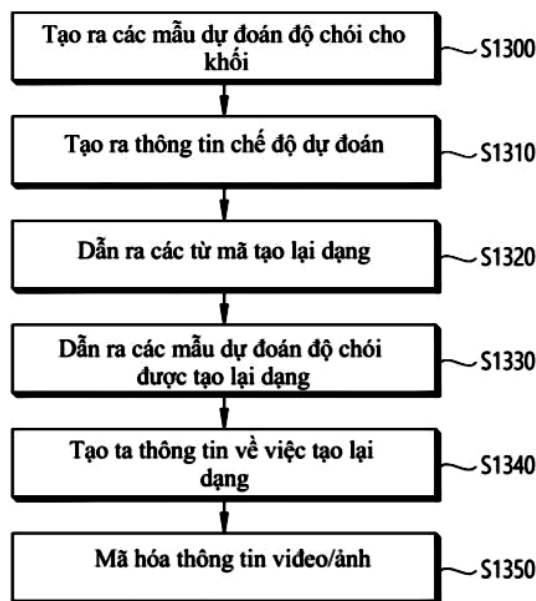 Tạo ra các mẫu dự đoán độ chói cho
khối
S1300
Tạo ra thông tin chế độ dự đoán
S1310
Dẫn ra các từ mã tạo lại dạng
S1320
Dẫn ra các mẫu dự đoán độ chói
được tạo lại dạng
S1330
Tạo ta thông tin về việc tạo lại
dạng
S1340
Mã hóa thông tin video/ảnh
S1350